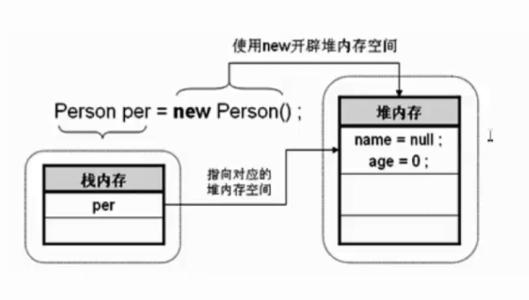 使用new开辟堆内存空间
Person per = new Person() ;
堆内存
name = null ;
age = 0 ;
栈内存
per
指向对应的
堆内存空间